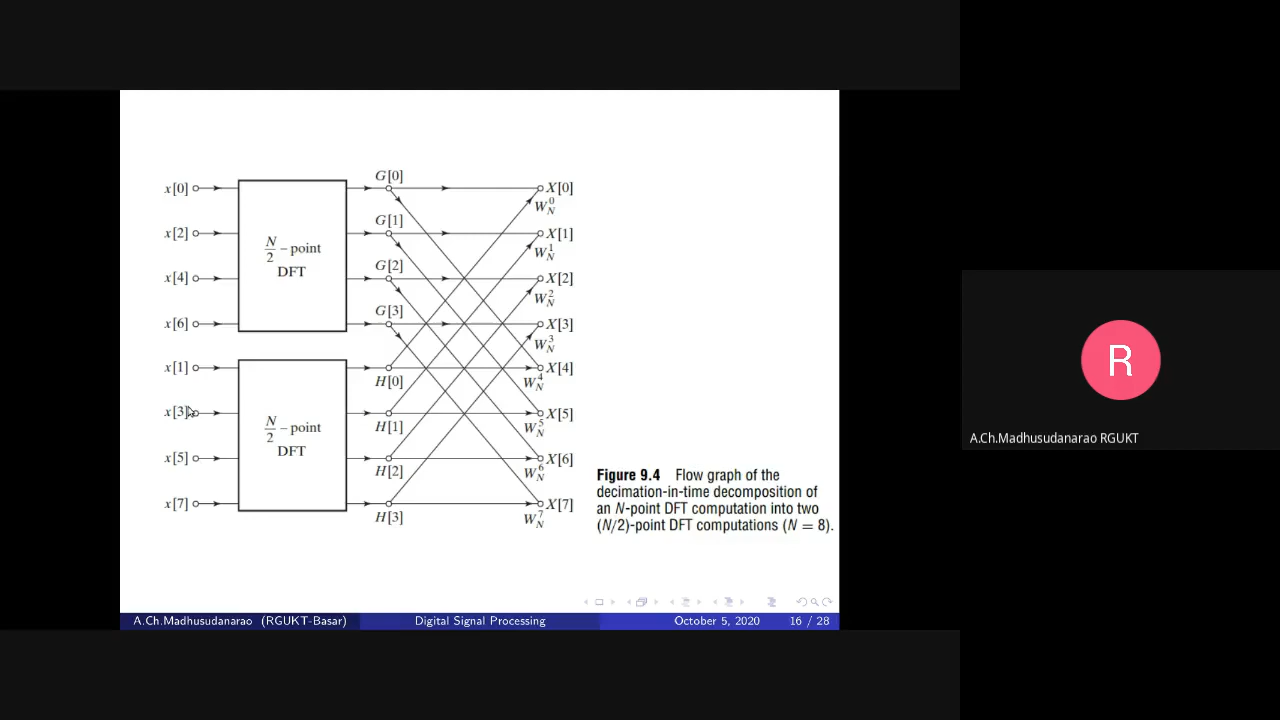 G[0]
x[0] X[0]
W_N^0
G[1]
x[2] X[1]
N/2 – point
DFT
W_N^1
G[2]
x[4] X[2]
W_N^2
G[3]
x[6] X[3]
W_N^3
x[1] X[4]
H[0] W_N^4
x[3] X[5]
N/2 – point
DFT
H[1] W_N^5
x[5] X[6]
H[2] W_N^6
x[7] X[7]
H[3] W_N^7
Figure 9.4 Flow graph of the
decimation-in-time decomposition of
an N-point DFT computation into two
(N/2)-point DFT computations (N = 8).
A.Ch.Madhusudanarao (RGUKT-Basar) Digital Signal Processing October 5, 2020 16 / 28
R
A.Ch.Madhusudanarao RGUKT